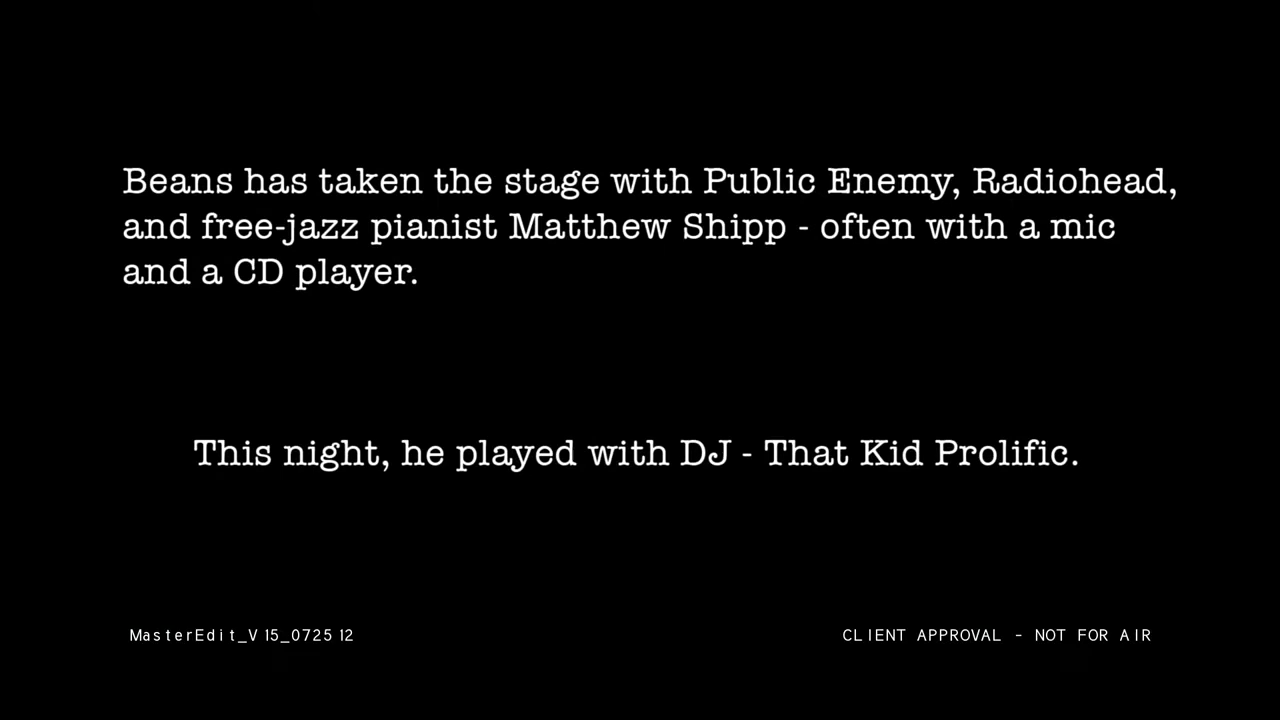 Beans has taken the stage with Public Enemy, Radiohead,
and free-jazz pianist Matthew Shipp - often with a mic
and a CD player.
This night, he played with DJ - That Kid Prolific.
MasterEdit_V15_072512
CLIENT APPROVAL - NOT FOR AIR